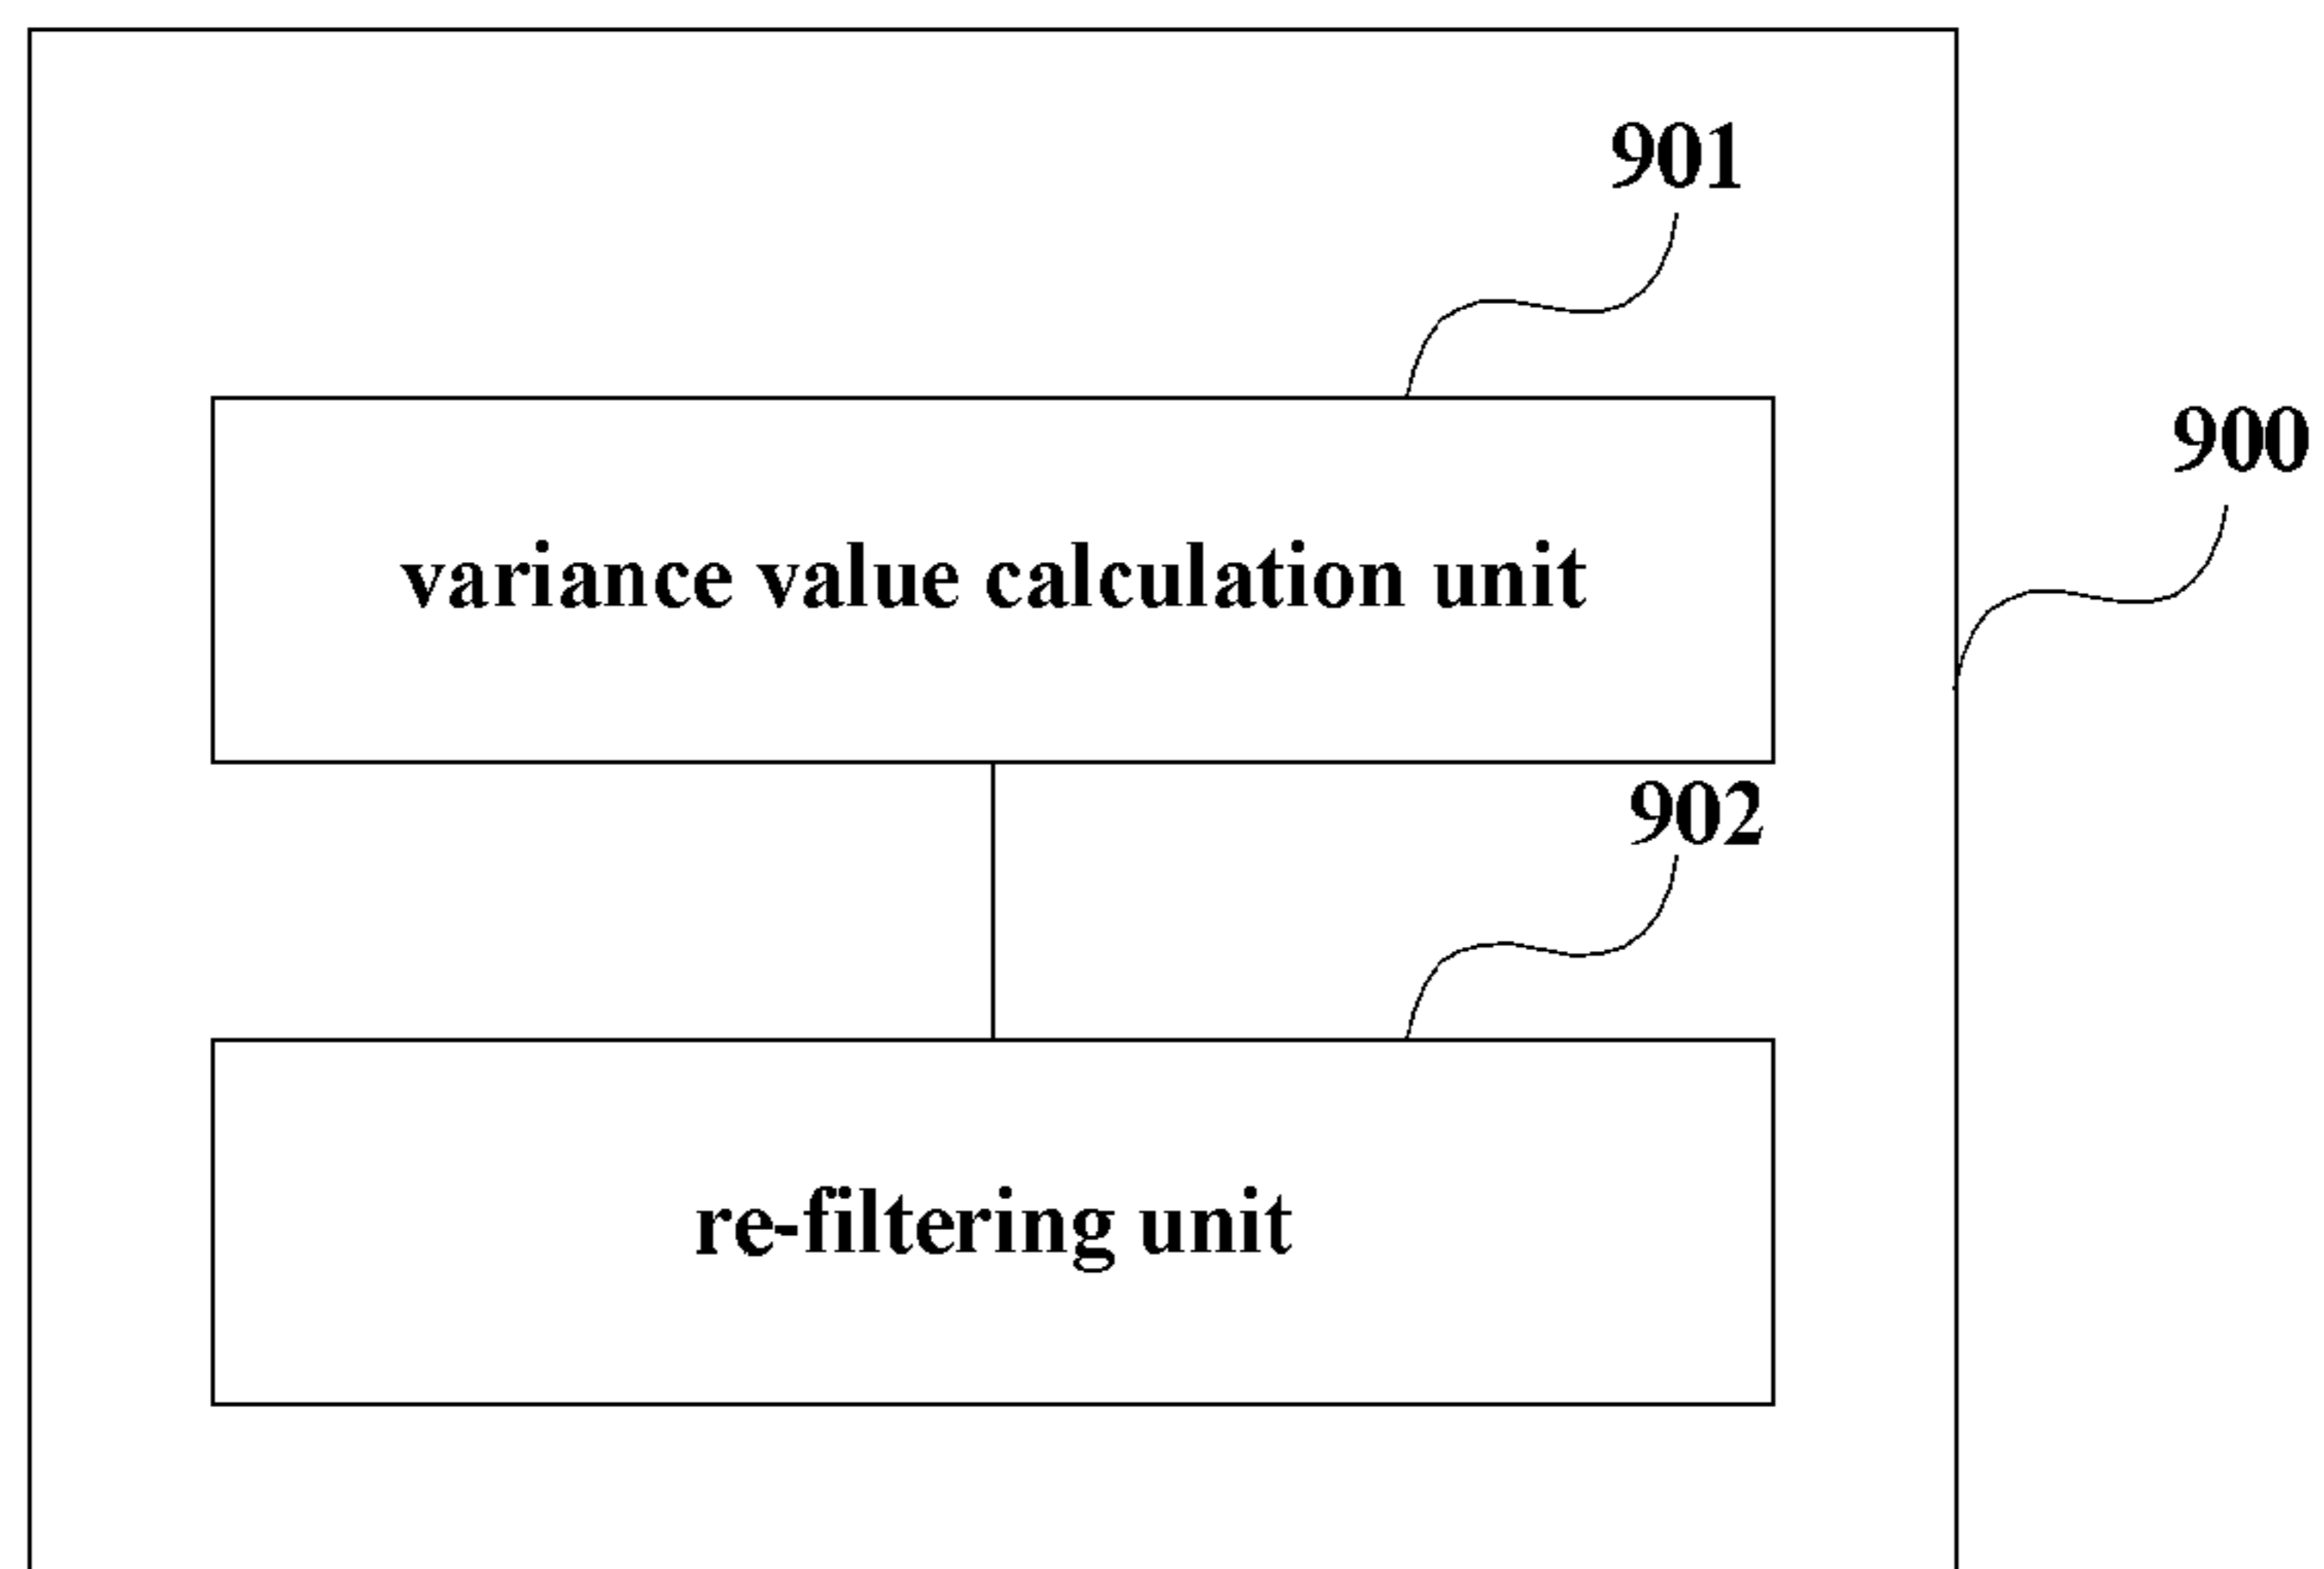 901
900
variance value calculation unit
902
re-filtering unit